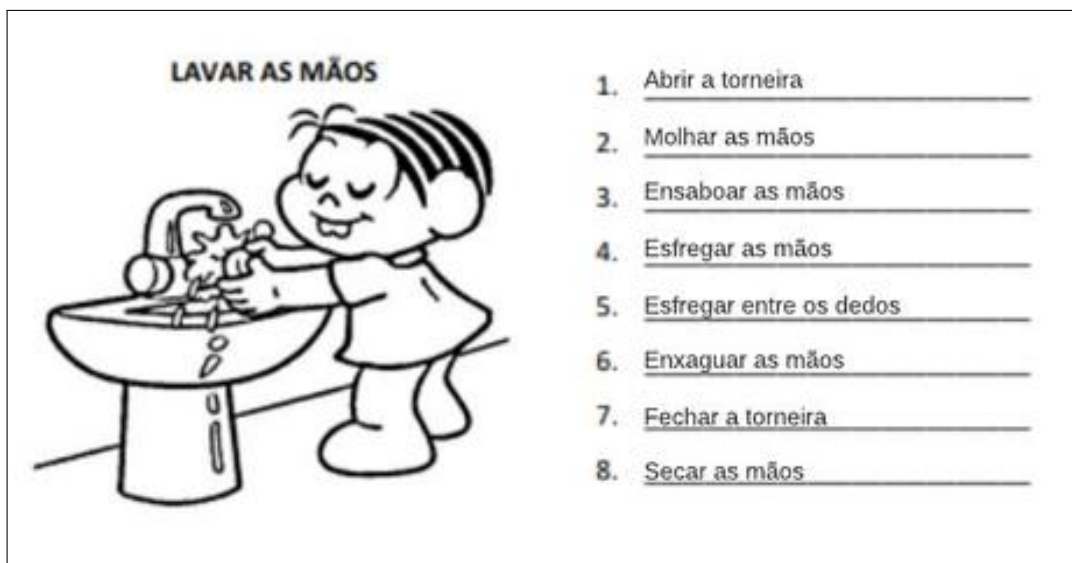 LAVAR AS MÃOS
1. Abrir a torneira
2. Molhar as mãos
3. Ensaboar as mãos
4. Esfregar as mãos
5. Esfregar entre os dedos
6. Enxaguar as mãos
7. Fechar a torneira
8. Secar as mãos